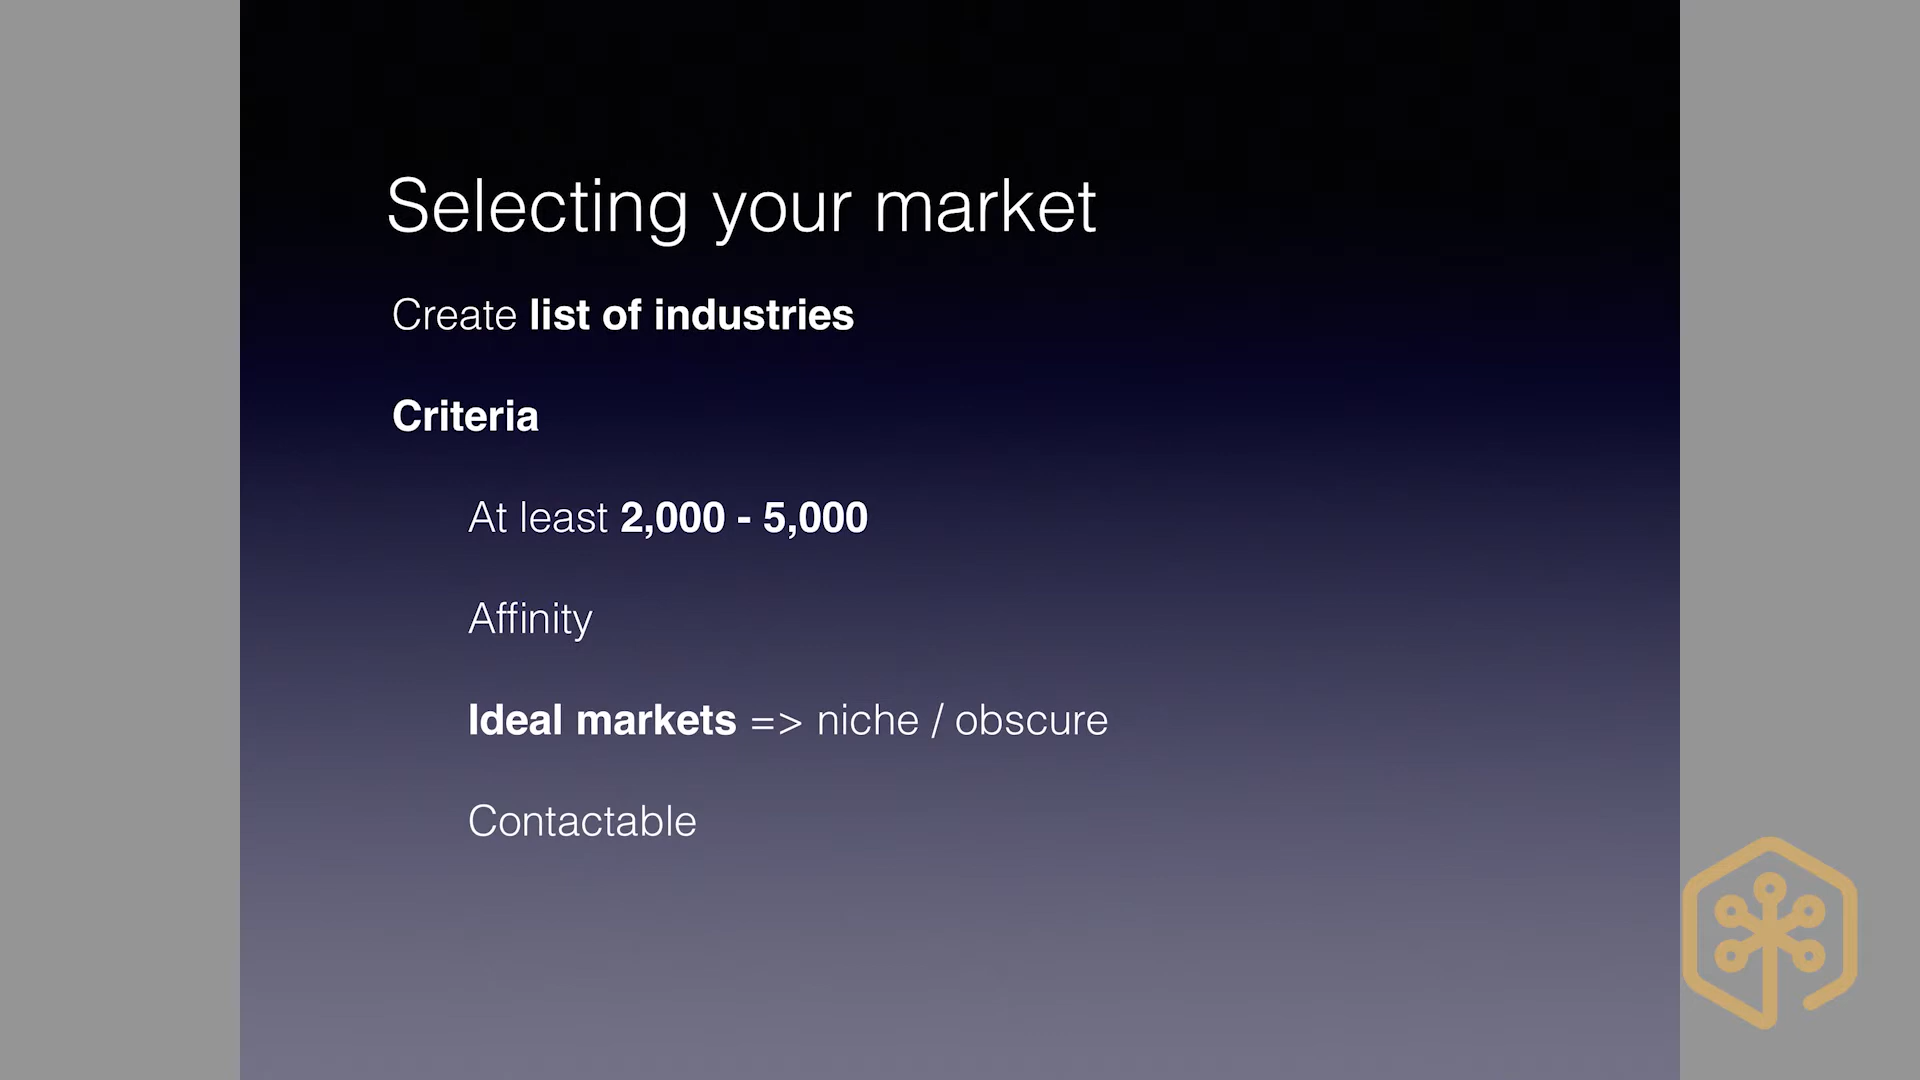 Selecting your market
Create list of industries
Criteria
At least 2,000 - 5,000
Affinity
Ideal markets => niche / obscure
Contactable